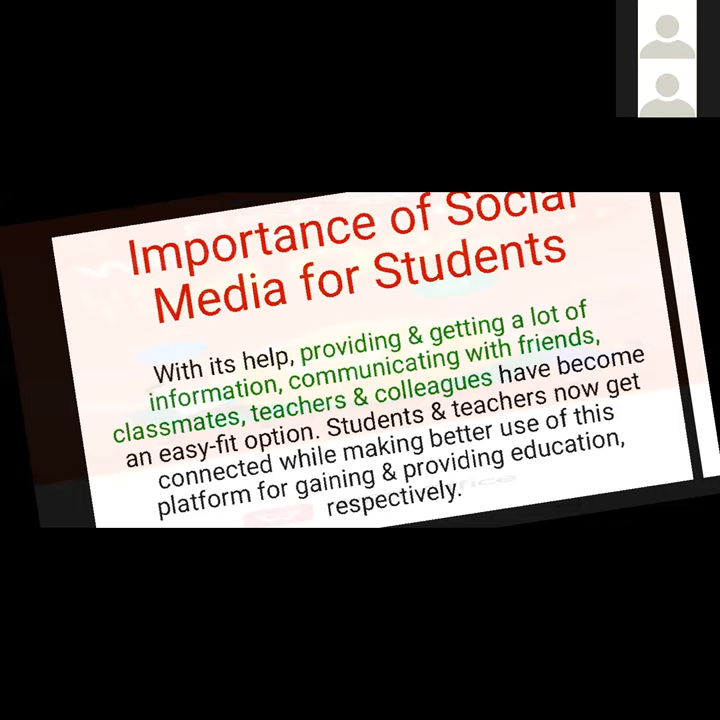 Importance of Social
Media for Students
With its help, providing & getting a lot of
information, communicating with friends,
classmates, teachers & colleagues have become
an easy-fit option. Students & teachers now get
connected while making better use of this
platform for gaining & providing education,
respectively.